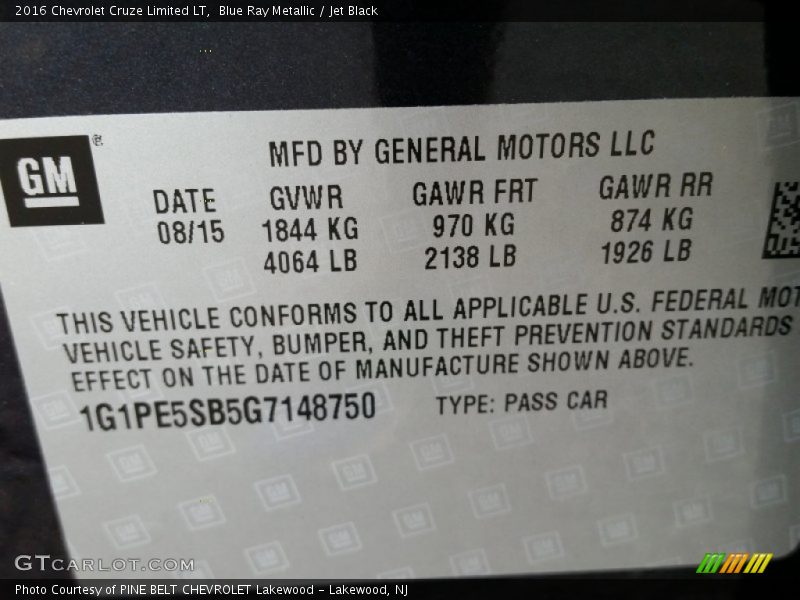 2016 Chevrolet Cruze Limited LT,  Blue Ray Metallic / Jet Black
GM®
MFD BY GENERAL MOTORS LLC
DATE GVWR GAWR FRT GAWR RR
08/15 1844 KG 970 KG 874 KG
4064 LB 2138 LB 1926 LB
THIS VEHICLE CONFORMS TO ALL APPLICABLE U.S. FEDERAL MOT
VEHICLE SAFETY, BUMPER, AND THEFT PREVENTION STANDARDS
EFFECT ON THE DATE OF MANUFACTURE SHOWN ABOVE.
1G1PE5SB5G7148750 TYPE: PASS CAR
GTCARLOT.COM
Photo Courtesy of PINE BELT CHEVROLET Lakewood - Lakewood, NJ